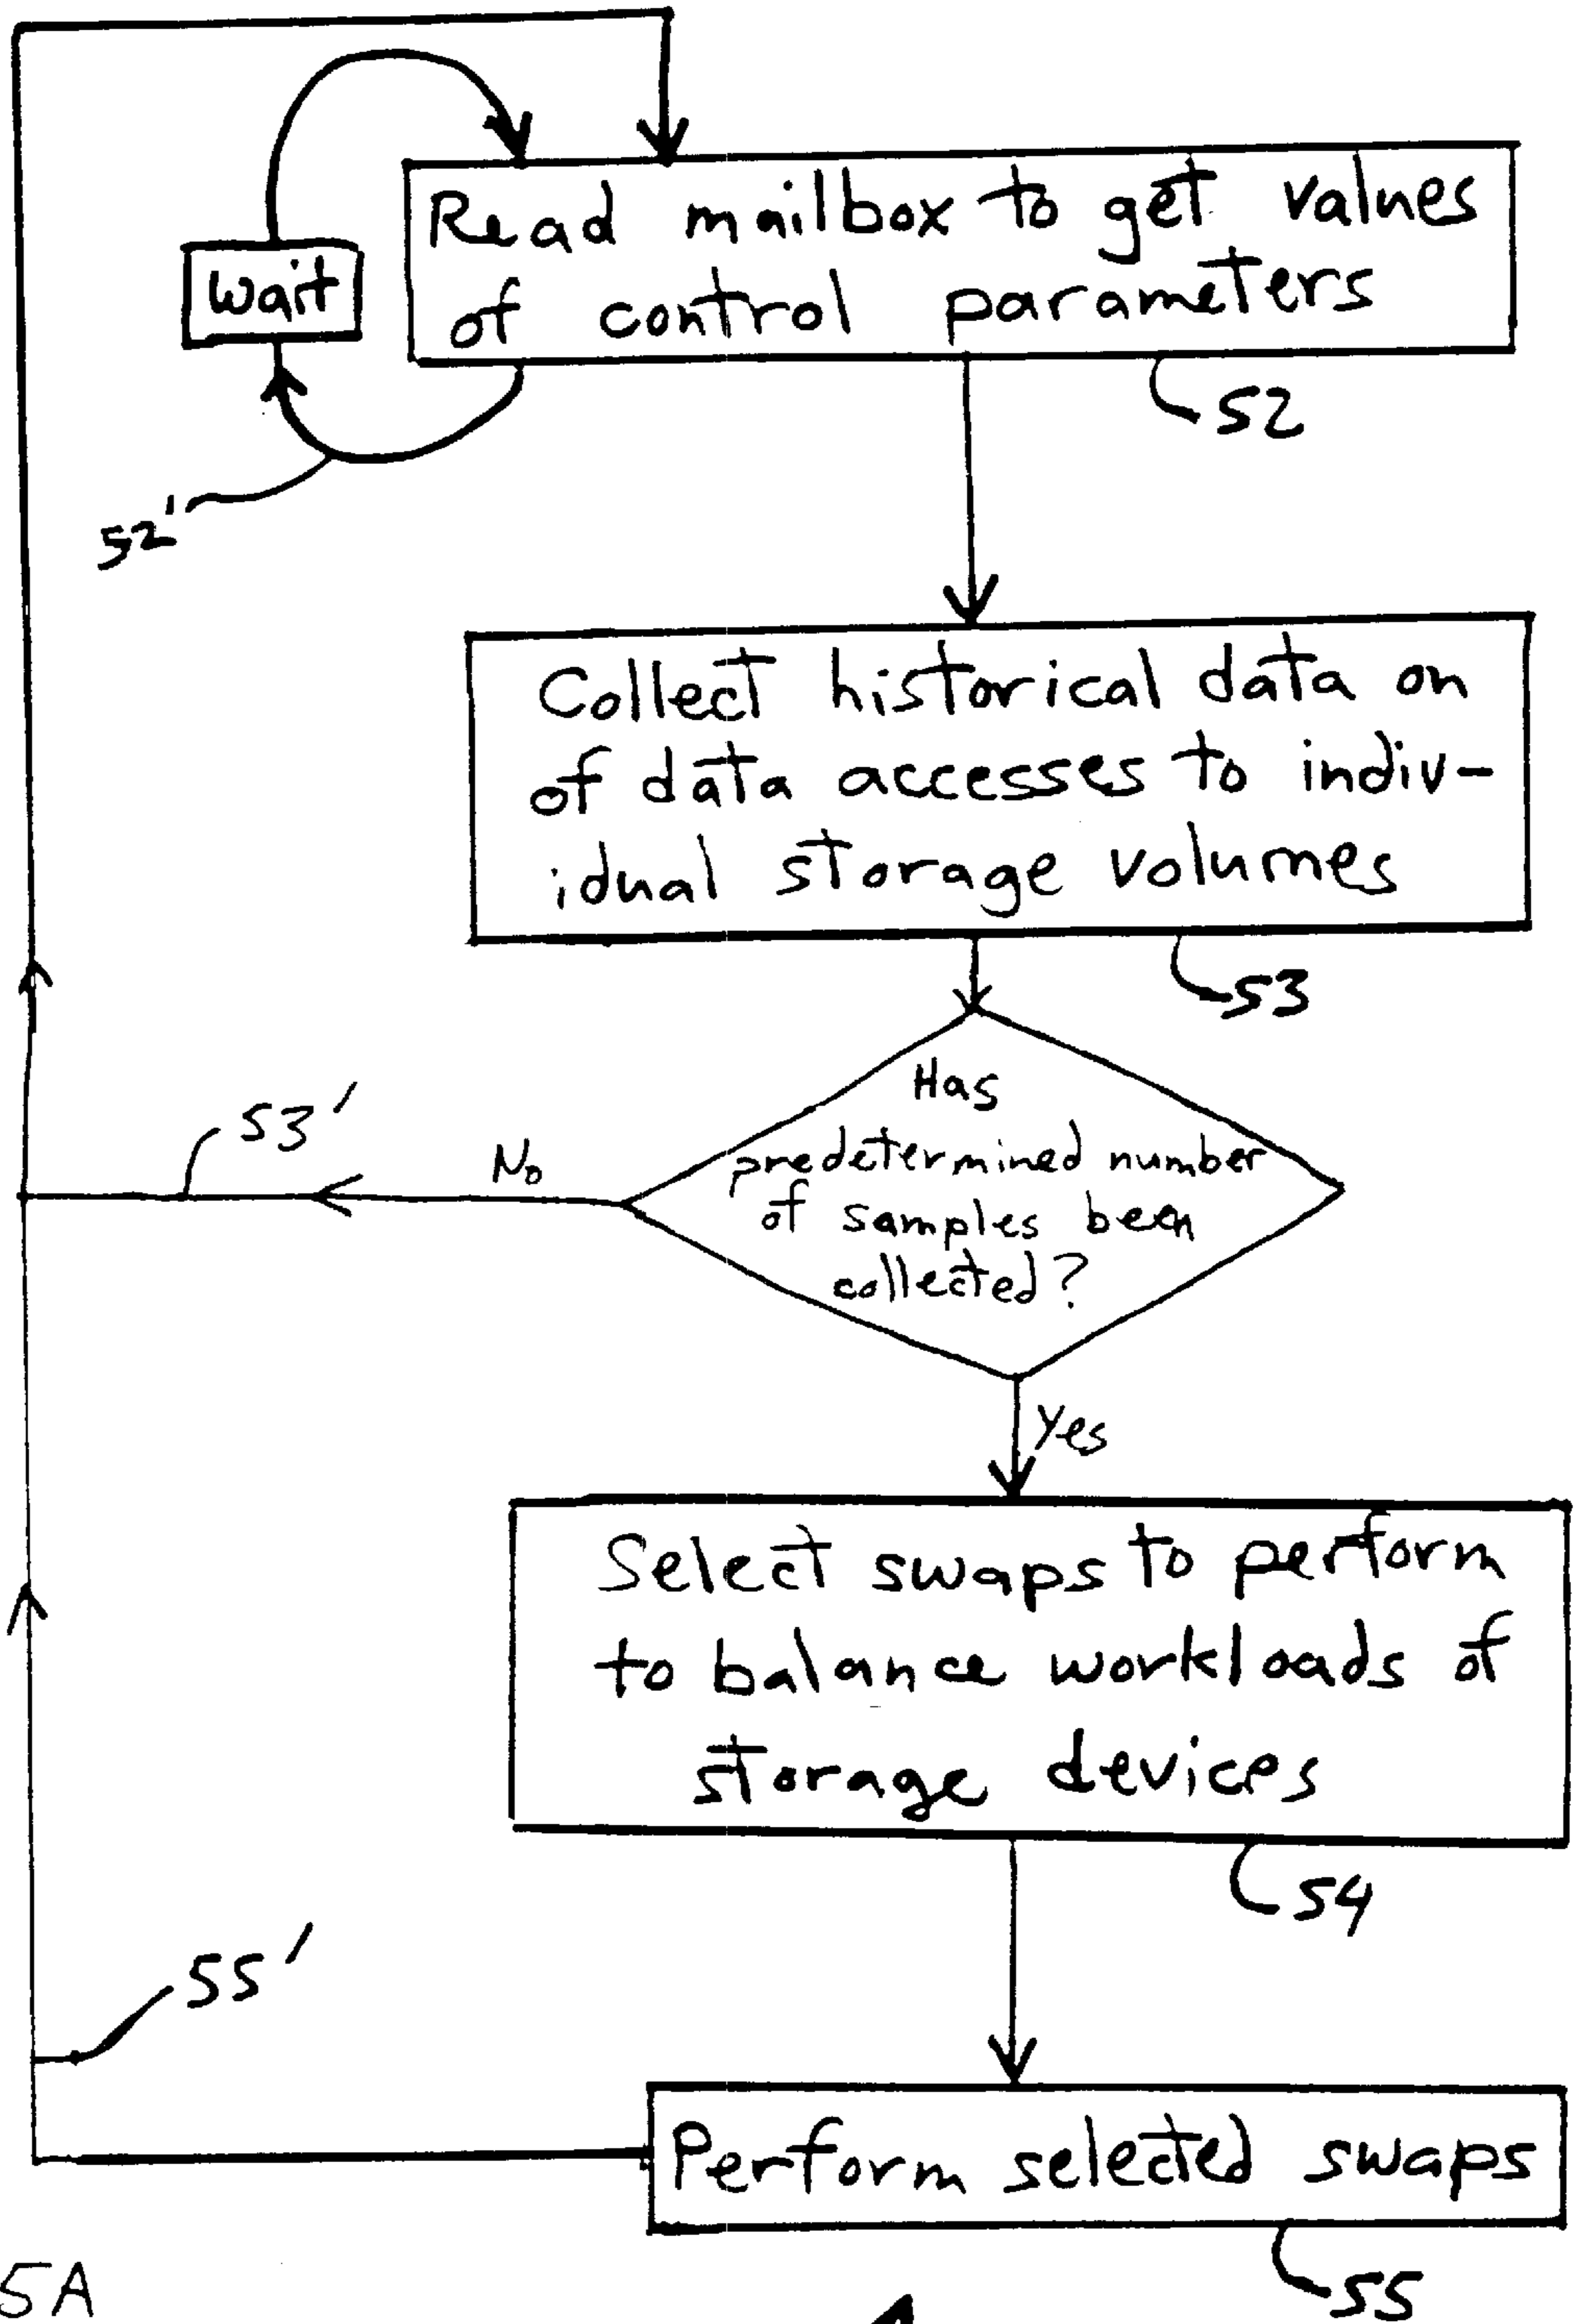 Read mailbox to get values
of control parameters
wait
52
52'
Collect historical data on
of data accesses to indiv-
idual storage volumes
53
Has
predetermined number
of samples been
collected?
53'
No
Yes
Select swaps to perform
to balance workloads of
storage devices
54
55'
Perform selected swaps
55
5A